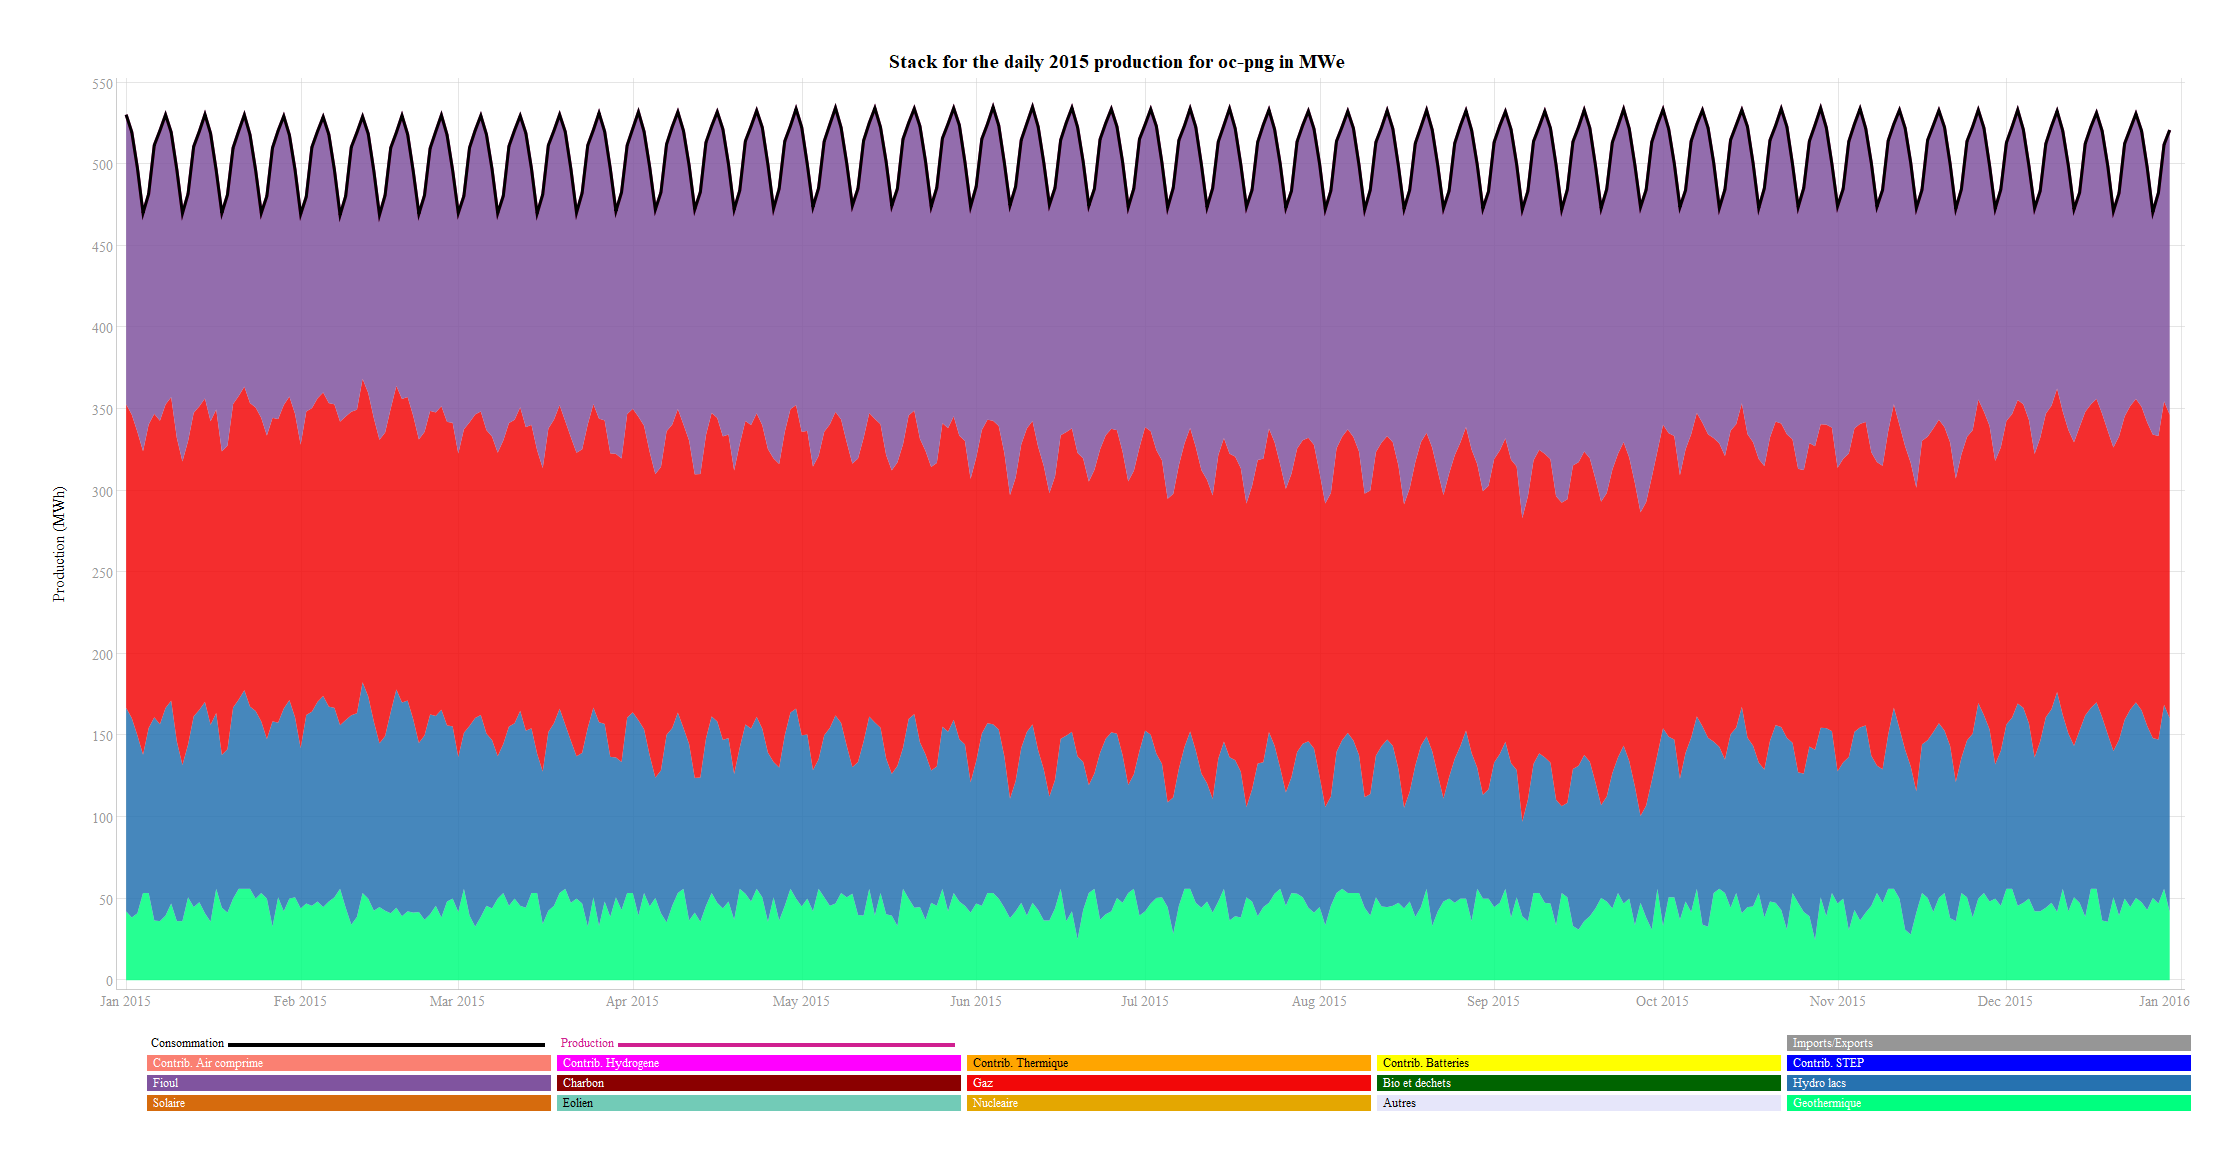 Stack for the daily 2015 production for oc-png in MWe
Production (MWh)
550
500
450
400
350
300
250
200
150
100
50
0
Jan 2015 Feb 2015 Mar 2015 Apr 2015 May 2015 Jun 2015 Jul 2015 Aug 2015 Sep 2015 Oct 2015 Nov 2015 Dec 2015 Jan 2016
Consommation Production Imports/Exports
Contrib. Air comprime Contrib. Hydrogene Contrib. Thermique Contrib. Batteries Contrib. STEP
Fioul Charbon Gaz Bio et dechets Hydro lacs
Solaire Eolien Nucleaire Autres Geothermique